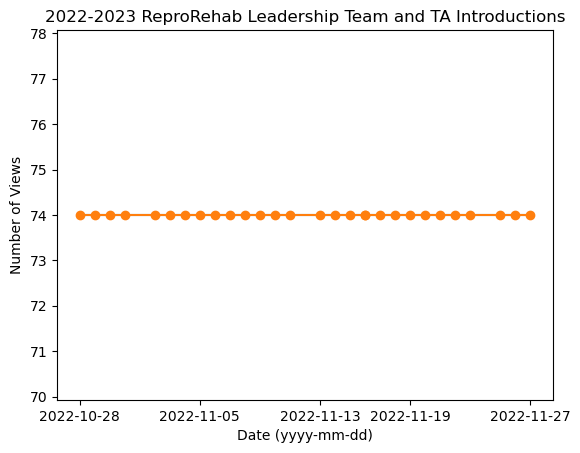 2022-2023 ReproRehab Leadership Team and TA Introductions
78
77
76
75
74
73
72
71
70
Number of Views
2022-10-28 2022-11-05 2022-11-13 2022-11-19 2022-11-27
Date (yyyy-mm-dd)